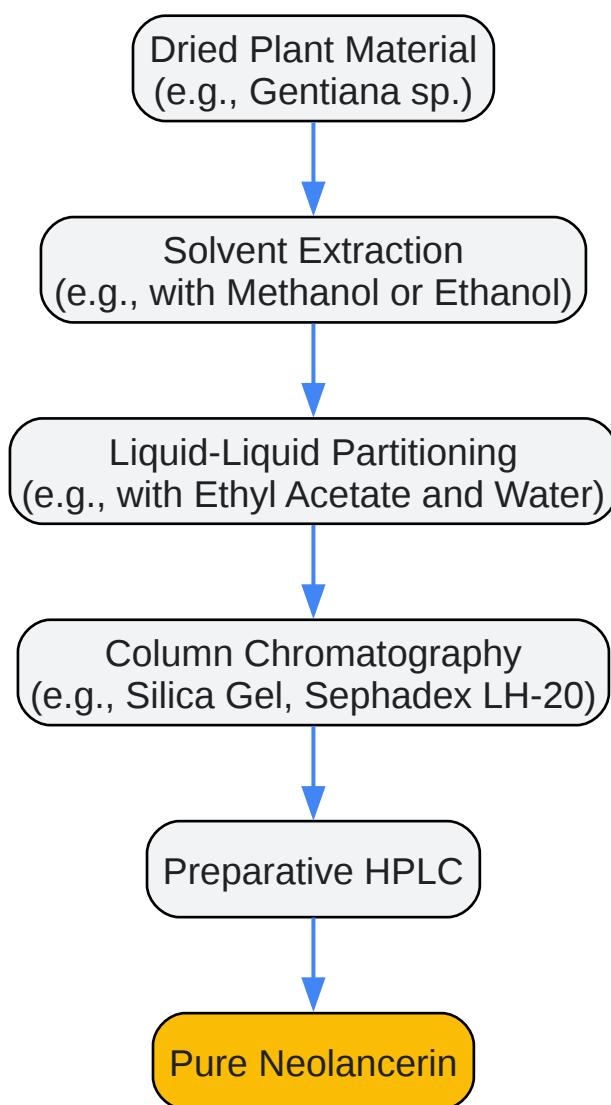 Dried Plant Material
(e.g., Gentiana sp.)
Solvent Extraction
(e.g., with Methanol or Ethanol)
Liquid-Liquid Partitioning
(e.g., with Ethyl Acetate and Water)
Column Chromatography
(e.g., Silica Gel, Sephadex LH-20)
Preparative HPLC
Pure Neolancerin